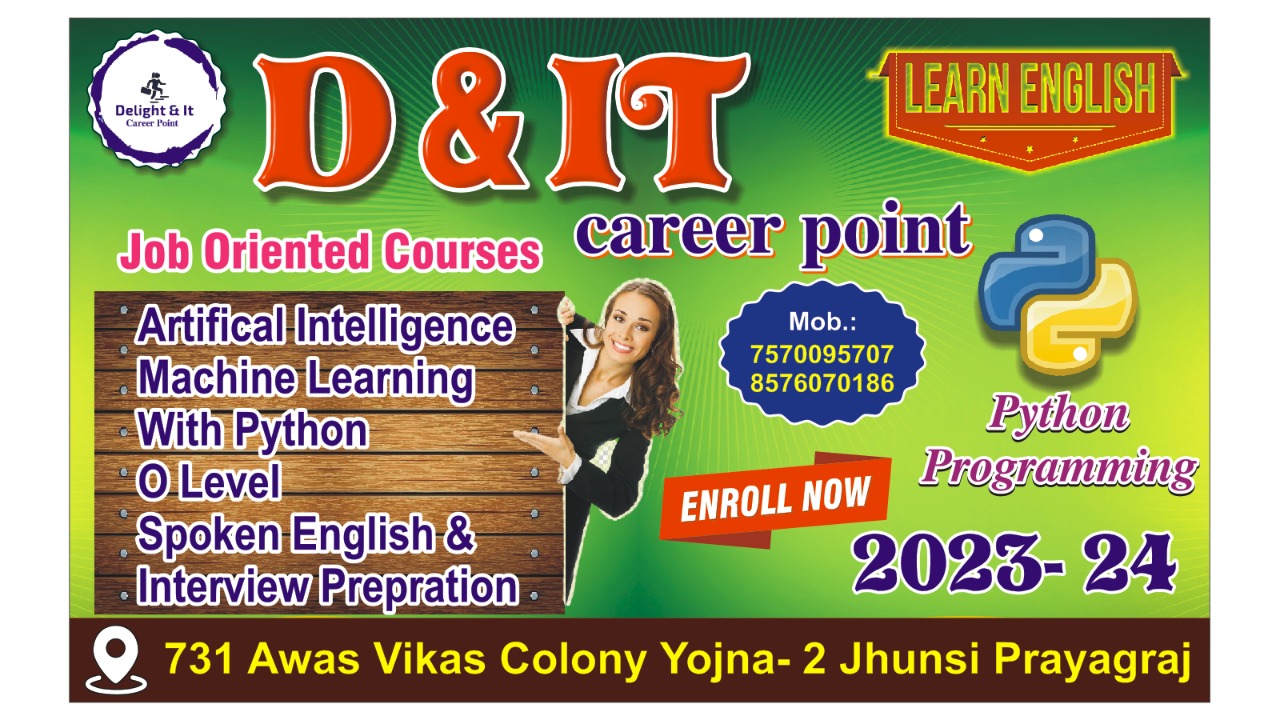 Delight & It
Career Point
D & IT
career point
LEARN ENGLISH
Job Oriented Courses
Artifical Intelligence
Machine Learning
With Python
O Level
Spoken English &
Interview Prepration
Mob.:
7570095707
8576070186
ENROLL NOW
Python
Programming
2023- 24
731 Awas Vikas Colony Yojna- 2 Jhunsi Prayagraj